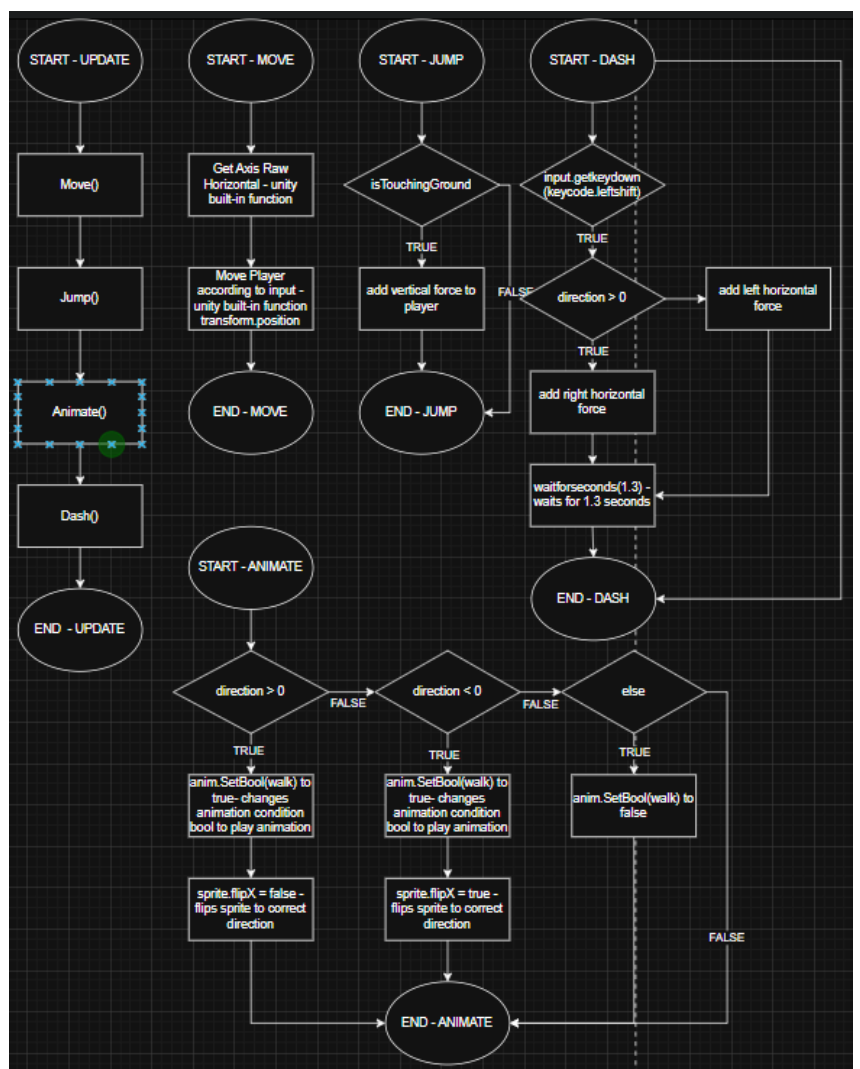 START - UPDATE
Move()
Jump()
Animate()
Dash()
END - UPDATE
START - MOVE
Get Axis Raw
Horizontal - unity
built-in function
Move Player
according to input -
unity built-in function
transform.position
END - MOVE
START - JUMP
isTouchingGround
TRUE
FALSE
add vertical force to
player
END - JUMP
START - DASH
input.getkeydown
(keycode.leftshift)
TRUE
direction > 0
add left horizontal
force
TRUE
add right horizontal
force
waitforseconds(1.3) -
waits for 1.3 seconds
END - DASH
START - ANIMATE
direction > 0
FALSE
direction < 0
FALSE
else
TRUE
TRUE
TRUE
anim.SetBool(walk) to
true- changes
animation condition
bool to play animation
anim.SetBool(walk) to
true- changes
animation condition
bool to play animation
anim.SetBool(walk) to
false
sprite.flipX = false -
flips sprite to correct
direction
sprite.flipX = true -
flips sprite to correct
direction
FALSE
END - ANIMATE